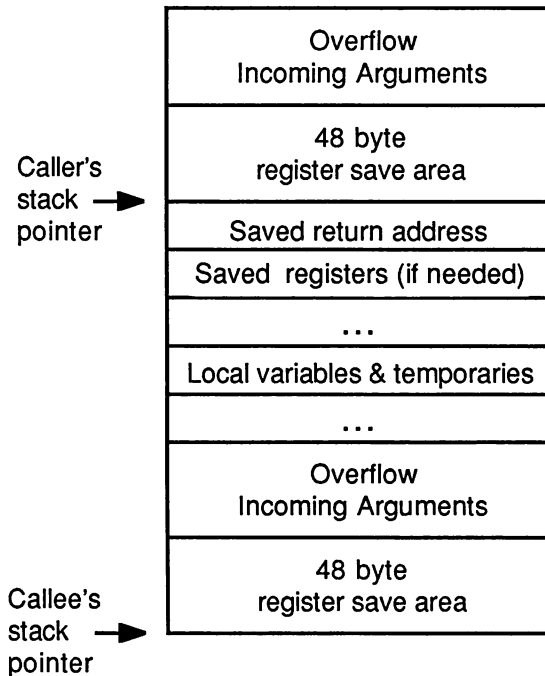 Overflow
Incoming Arguments
48 byte
register save area
Caller's
stack
pointer
Saved return address
Saved registers (if needed)
...
Local variables & temporaries
...
Overflow
Incoming Arguments
48 byte
register save area
Callee's
stack
pointer